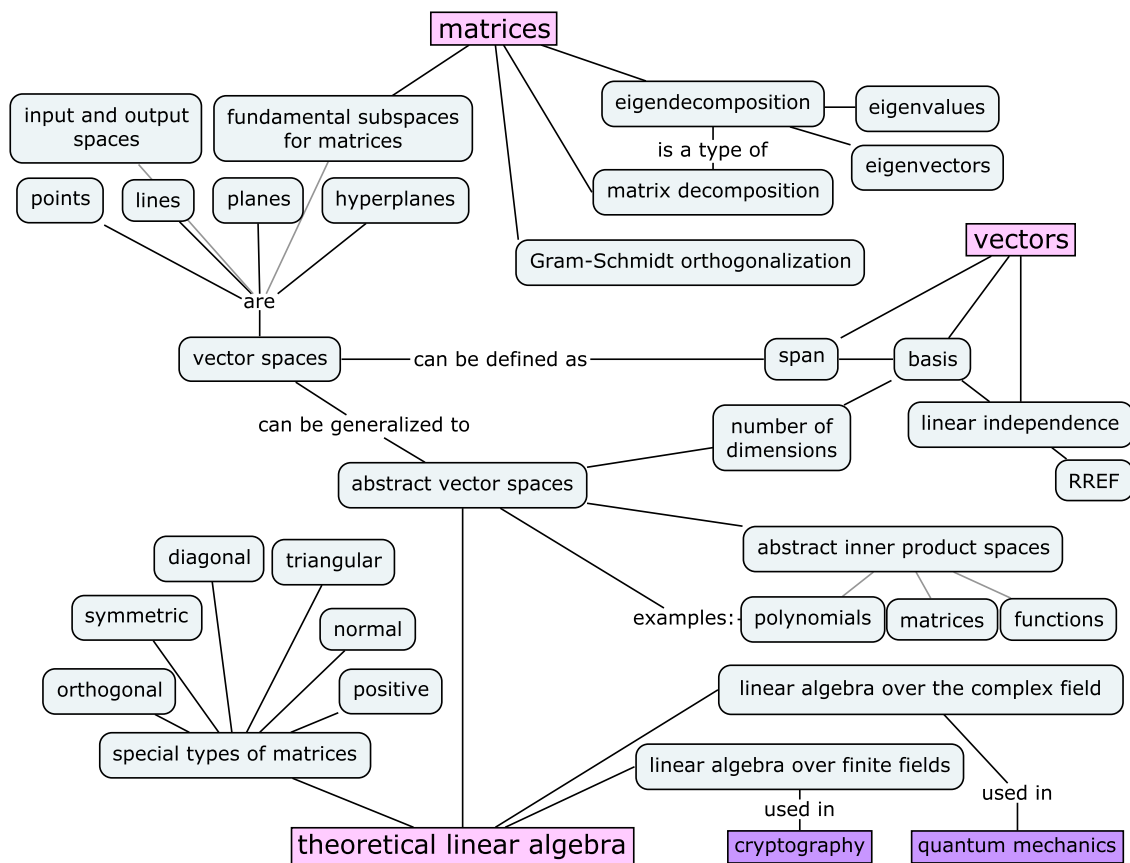 matrices
input and output
spaces
fundamental subspaces
for matrices
eigendecomposition
eigenvalues
is a type of
eigenvectors
points
lines
planes
hyperplanes
matrix decomposition
vectors
Gram-Schmidt orthogonalization
are
vector spaces
can be defined as
span
basis
can be generalized to
number of
dimensions
linear independence
abstract vector spaces
RREF
diagonal
triangular
abstract inner product spaces
symmetric
normal
examples:
polynomials
matrices
functions
orthogonal
positive
linear algebra over the complex field
special types of matrices
linear algebra over finite fields
used in
used in
theoretical linear algebra
cryptography
quantum mechanics